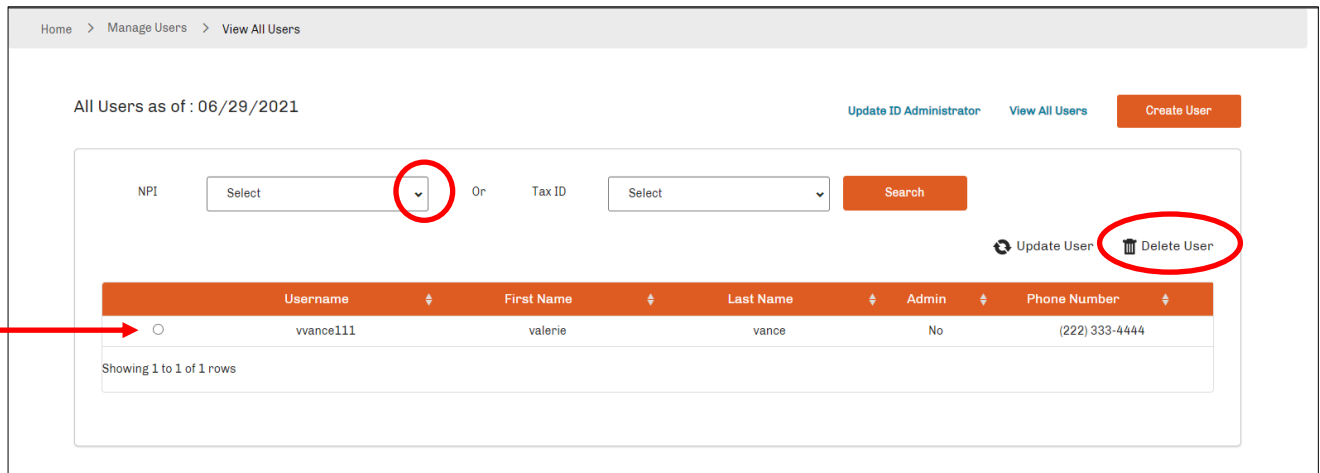 Home > Manage Users > View All Users
All Users as of : 06/29/2021
Update ID Administrator View All Users Create User
NPI Select Or Tax ID Select Search
Update User Delete User
Username First Name Last Name Admin Phone Number
vvance111 valerie vance No (222) 333-4444
Showing 1 to 1 of 1 rows